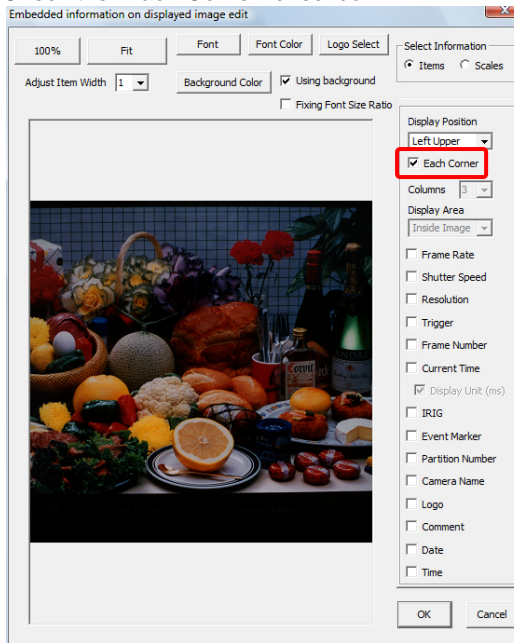 Embedded information on displayed image edit
100%
Fit
Font
Font Color
Logo Select
Select Information
Items
Scales
Adjust Item Width
1
Background Color
Using background
Fixing Font Size Ratio
Display Position
Left Upper
Each Corner
Columns
3
Display Area
Inside Image
Frame Rate
Shutter Speed
Resolution
Trigger
Frame Number
Current Time
Display Unit (ms)
IRIG
Event Marker
Partition Number
Camera Name
Logo
Comment
Date
Time
OK
Cancel